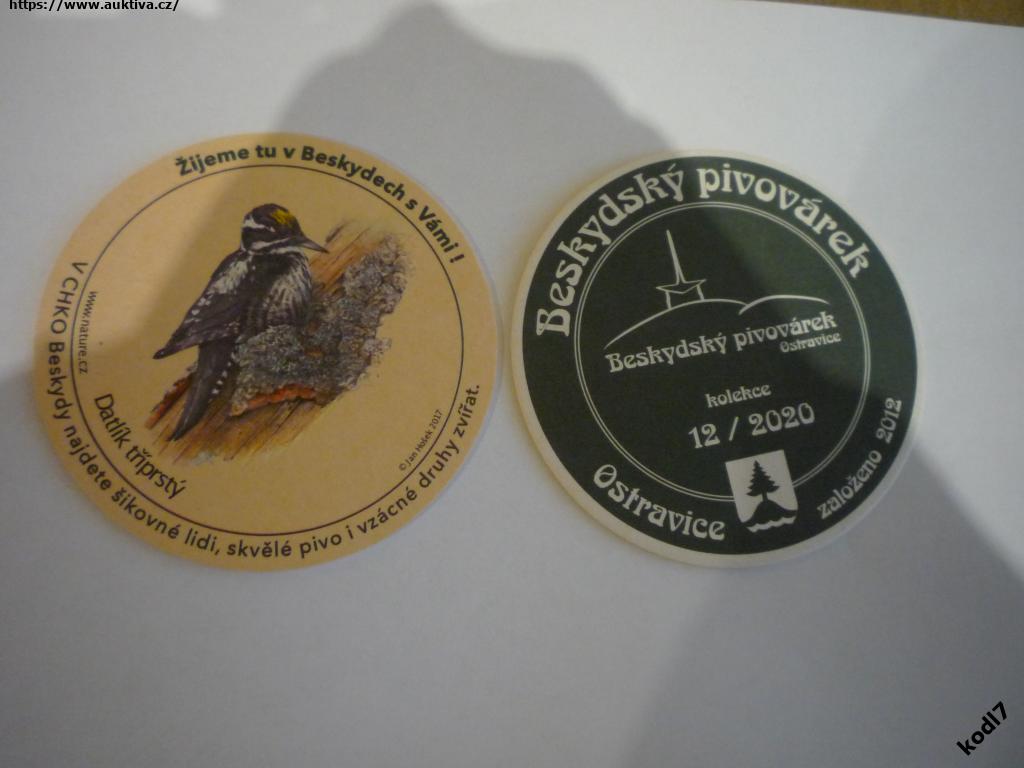 https://www.auktiva.cz/
Žijeme tu v Beskydech s Vámi !
www.nature.cz
Datlík tříprstý
© Jan Hošek 2017
V CHKO Beskydy najdete šikovné lidi, skvělé pivo i vzácné druhy zvířat.
Beskydský pivovárek
Beskydský pivovárek
Ostravice
kolekce
12 / 2020
Ostravice
založeno 2012
kodl7